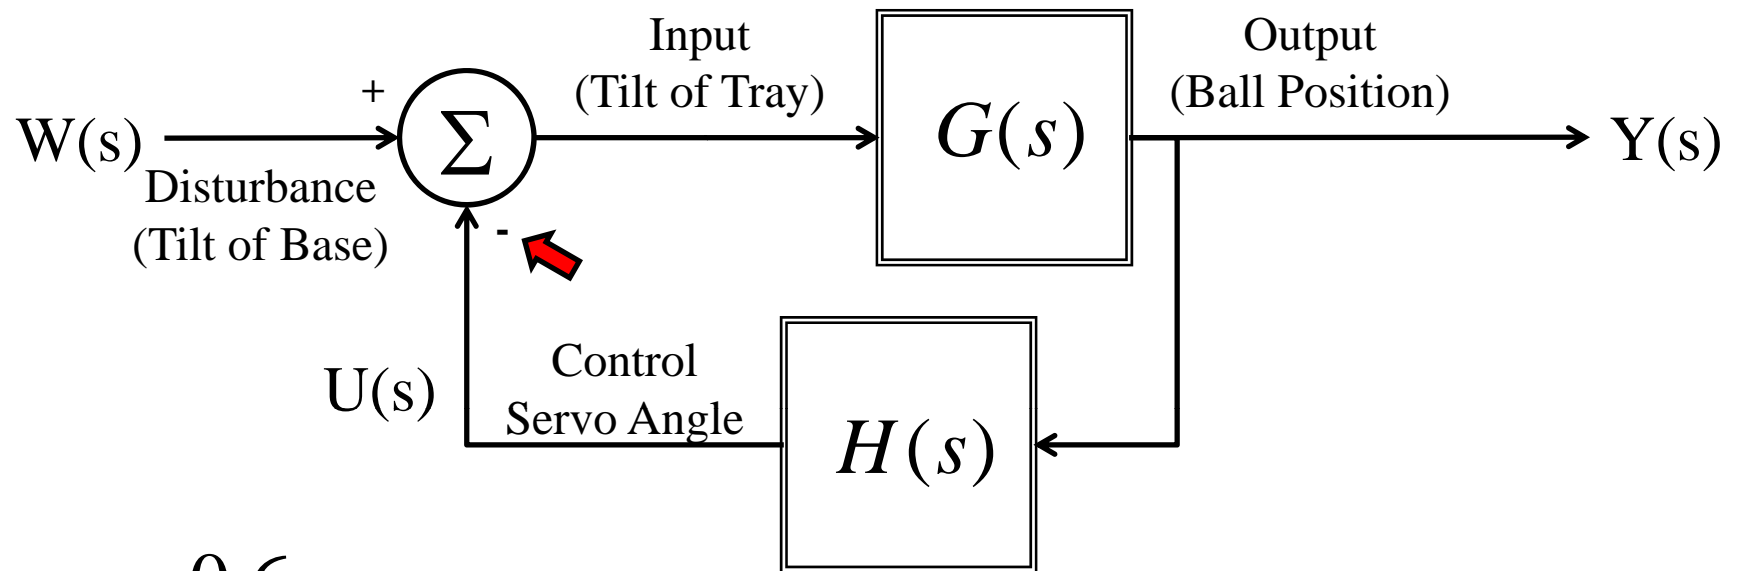 Input
(Tilt of Tray)
Output
(Ball Position)
+
Σ
G(s)
W(s)
Y(s)
Disturbance
(Tilt of Base)
-
U(s)
Control
Servo Angle
H(s)